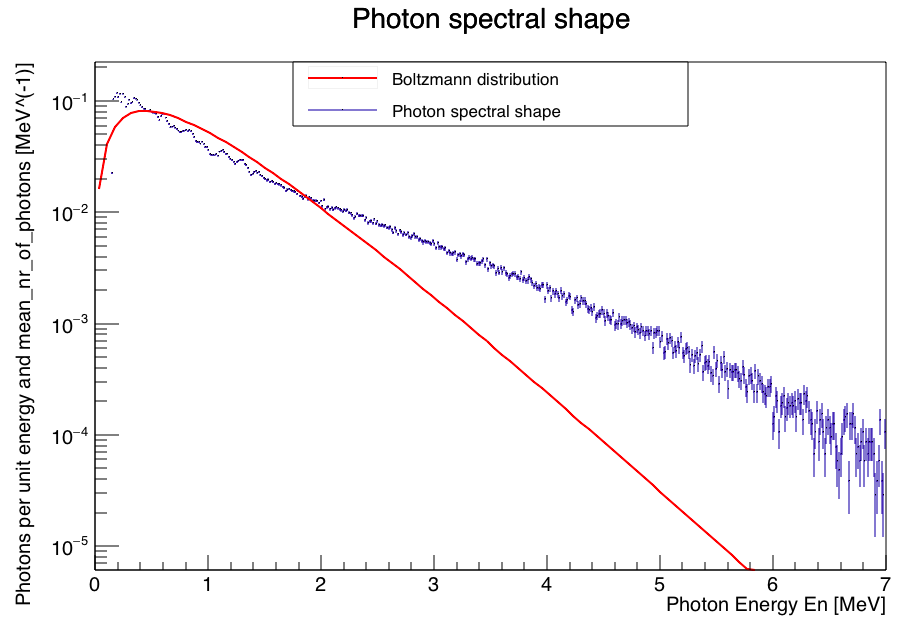 Photon spectral shape
Boltzmann distribution
Photon spectral shape
Photons per unit energy and mean_nr_of_photons [MeV^(-1)]
10⁻¹
10⁻²
10⁻³
10⁻⁴
10⁻⁵
0 1 2 3 4 5 6 7
Photon Energy En [MeV]